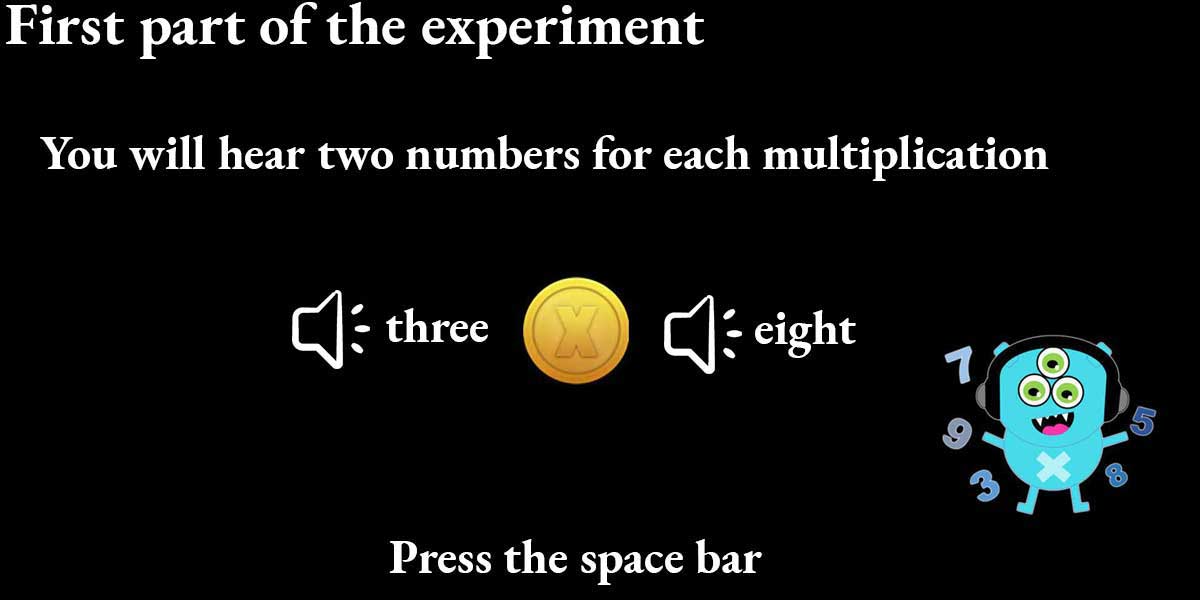 First part of the experiment
You will hear two numbers for each multiplication
three X eight
7
9
5
3
8
Press the space bar